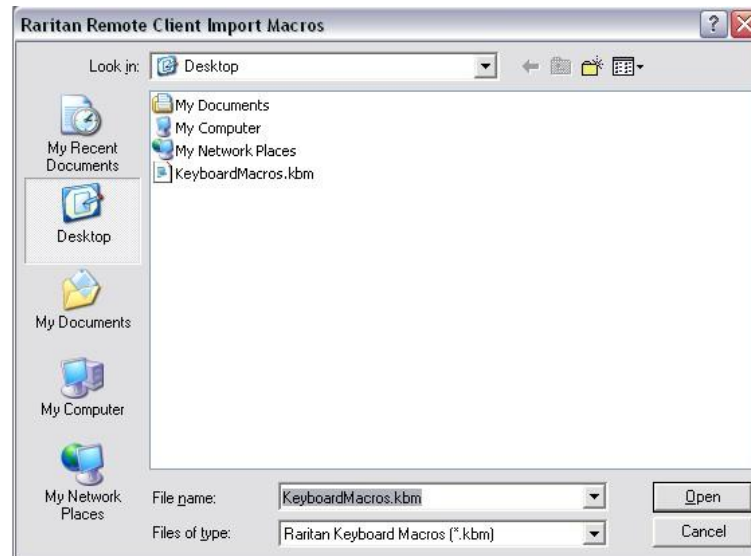 Raritan Remote Client Import Macros
Look in: Desktop
My Documents
My Computer
My Network Places
KeyboardMacros.kbm
My Recent
Documents
Desktop
My Documents
My Computer
My Network
Places
File name: KeyboardMacros.kbm Open
Files of type: Raritan Keyboard Macros (*.kbm) Cancel